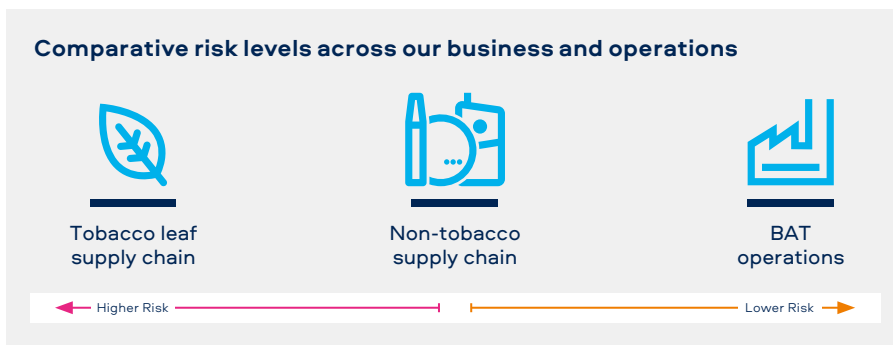 Comparative risk levels across our business and operations
Tobacco leaf
supply chain
Non-tobacco
supply chain
BAT
operations
Higher Risk
Lower Risk